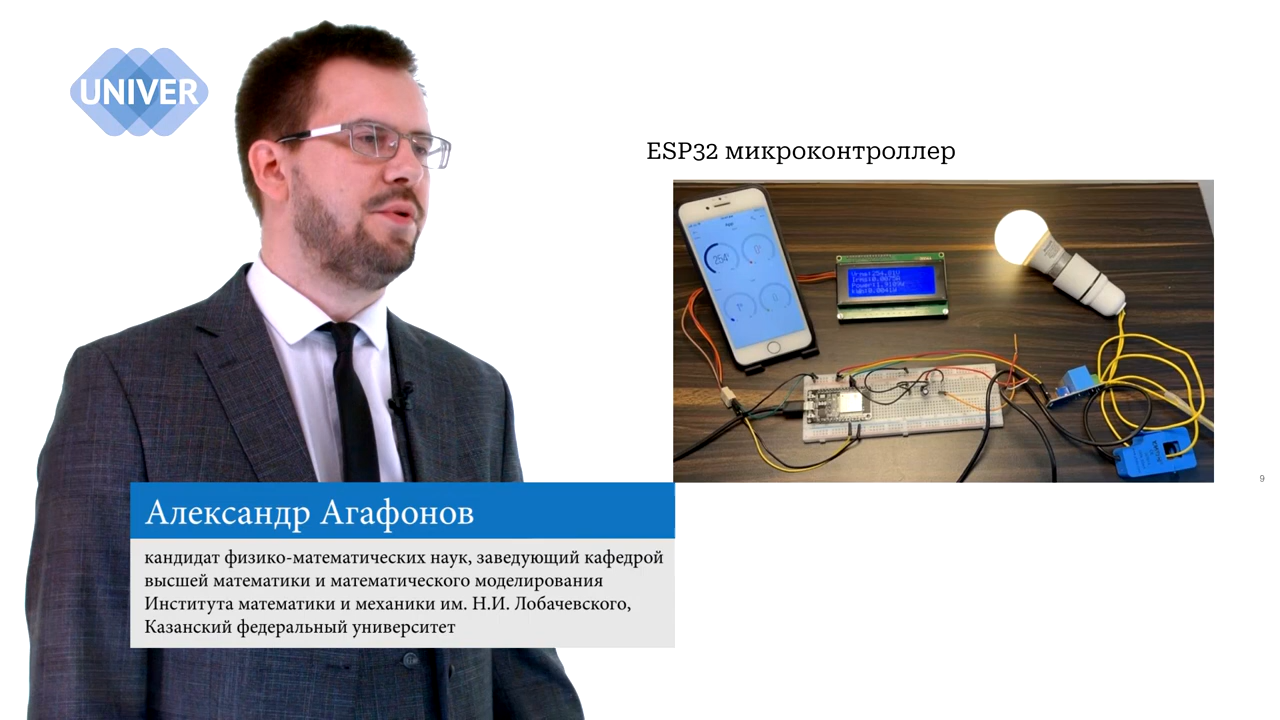 UNIVER
ESP32 микроконтроллер
254
9
Александр Агафонов
кандидат физико-математических наук, заведующий кафедрой
высшей математики и математического моделирования
Института математики и механики им. Н.И. Лобачевского,
Казанский федеральный университет